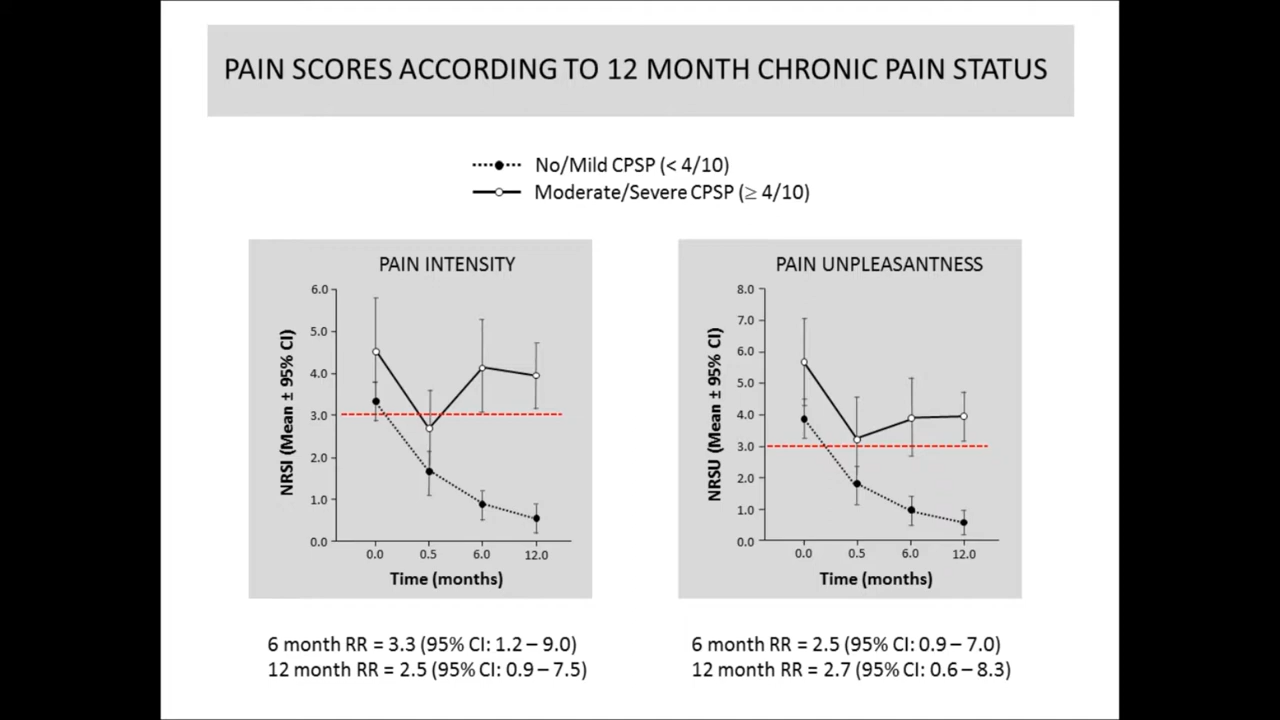 PAIN SCORES ACCORDING TO 12 MONTH CHRONIC PAIN STATUS
No/Mild CPSP (< 4/10)
Moderate/Severe CPSP (≥ 4/10)
PAIN INTENSITY
6.0
5.0
4.0
3.0
2.0
1.0
0.0
NRSI (Mean ± 95% CI)
0.0 0.5 6.0 12.0
Time (months)
6 month RR = 3.3 (95% CI: 1.2 – 9.0)
12 month RR = 2.5 (95% CI: 0.9 – 7.5)
PAIN UNPLEASANTNESS
8.0
7.0
6.0
5.0
4.0
3.0
2.0
1.0
0.0
NRSU (Mean ± 95% CI)
0.0 0.5 6.0 12.0
Time (months)
6 month RR = 2.5 (95% CI: 0.9 – 7.0)
12 month RR = 2.7 (95% CI: 0.6 – 8.3)